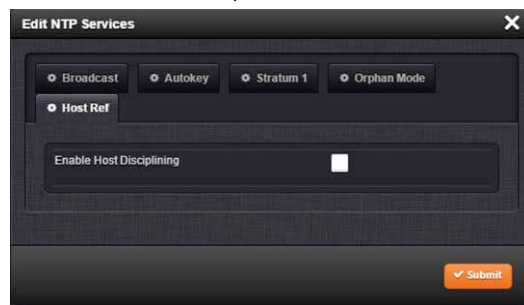 Edit NTP Services
Broadcast Autokey Stratum 1 Orphan Mode
Host Ref
Enable Host Disciplining
Submit